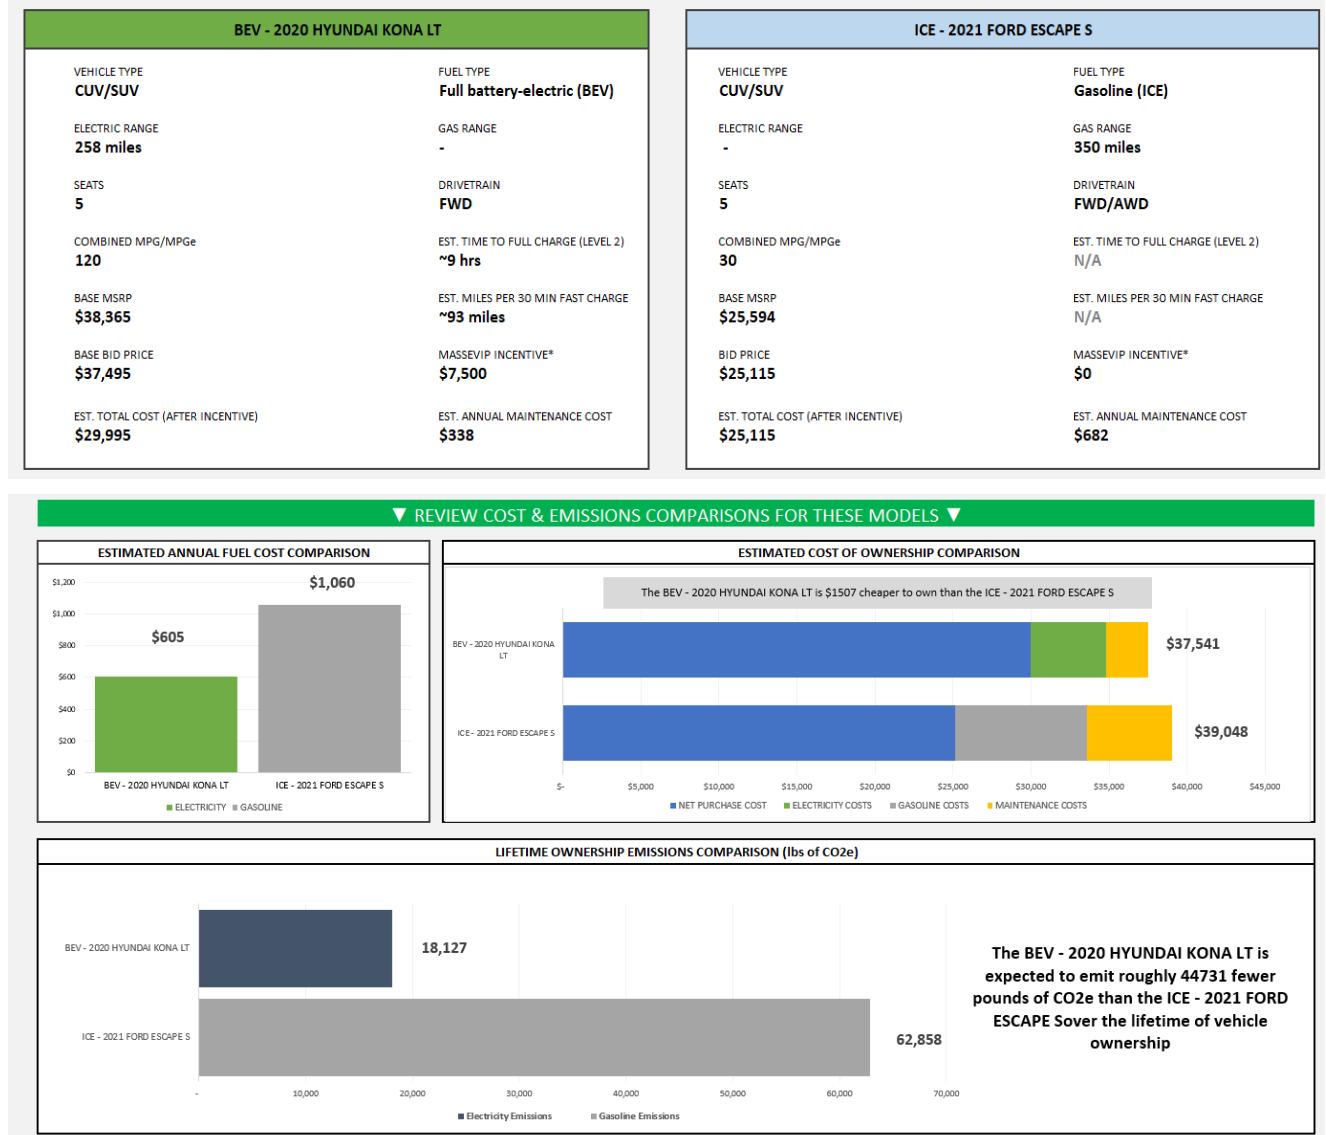 BEV - 2020 HYUNDAI KONA LT
VEHICLE TYPE
FUEL TYPE
CUV/SUV
Full battery-electric (BEV)
ELECTRIC RANGE
GAS RANGE
258 miles
-
SEATS
DRIVETRAIN
5
FWD
COMBINED MPG/MPGe
EST. TIME TO FULL CHARGE (LEVEL 2)
120
~9 hrs
BASE MSRP
EST. MILES PER 30 MIN FAST CHARGE
$38,365
~93 miles
BASE BID PRICE
MASSEVIP INCENTIVE*
$37,495
$7,500
EST. TOTAL COST (AFTER INCENTIVE)
EST. ANNUAL MAINTENANCE COST
$29,995
$338
ICE - 2021 FORD ESCAPE S
VEHICLE TYPE
FUEL TYPE
CUV/SUV
Gasoline (ICE)
ELECTRIC RANGE
GAS RANGE
-
350 miles
SEATS
DRIVETRAIN
5
FWD/AWD
COMBINED MPG/MPGe
EST. TIME TO FULL CHARGE (LEVEL 2)
30
N/A
BASE MSRP
EST. MILES PER 30 MIN FAST CHARGE
$25,594
N/A
BID PRICE
MASSEVIP INCENTIVE*
$25,115
$0
EST. TOTAL COST (AFTER INCENTIVE)
EST. ANNUAL MAINTENANCE COST
$25,115
$682
▼ REVIEW COST & EMISSIONS COMPARISONS FOR THESE MODELS ▼
ESTIMATED ANNUAL FUEL COST COMPARISON
$1,200
$1,000
$800
$600
$400
$200
$0
$605
$1,060
BEV - 2020 HYUNDAI KONA LT
ICE - 2021 FORD ESCAPE S
ELECTRICITY
GASOLINE
ESTIMATED COST OF OWNERSHIP COMPARISON
The BEV - 2020 HYUNDAI KONA LT is $1507 cheaper to own than the ICE - 2021 FORD ESCAPE S
BEV - 2020 HYUNDAI KONA
LT
$37,541
ICE - 2021 FORD ESCAPE S
$39,048
$-
$5,000
$10,000
$15,000
$20,000
$25,000
$30,000
$35,000
$40,000
$45,000
NET PURCHASE COST
ELECTRICITY COSTS
GASOLINE COSTS
MAINTENANCE COSTS
LIFETIME OWNERSHIP EMISSIONS COMPARISON (lbs of CO2e)
BEV - 2020 HYUNDAI KONA LT
18,127
ICE - 2021 FORD ESCAPE S
62,858
-
10,000
20,000
30,000
40,000
50,000
60,000
70,000
Electricity Emissions
Gasoline Emissions
The BEV - 2020 HYUNDAI KONA LT is
expected to emit roughly 44731 fewer
pounds of CO2e than the ICE - 2021 FORD
ESCAPE Sover the lifetime of vehicle
ownership